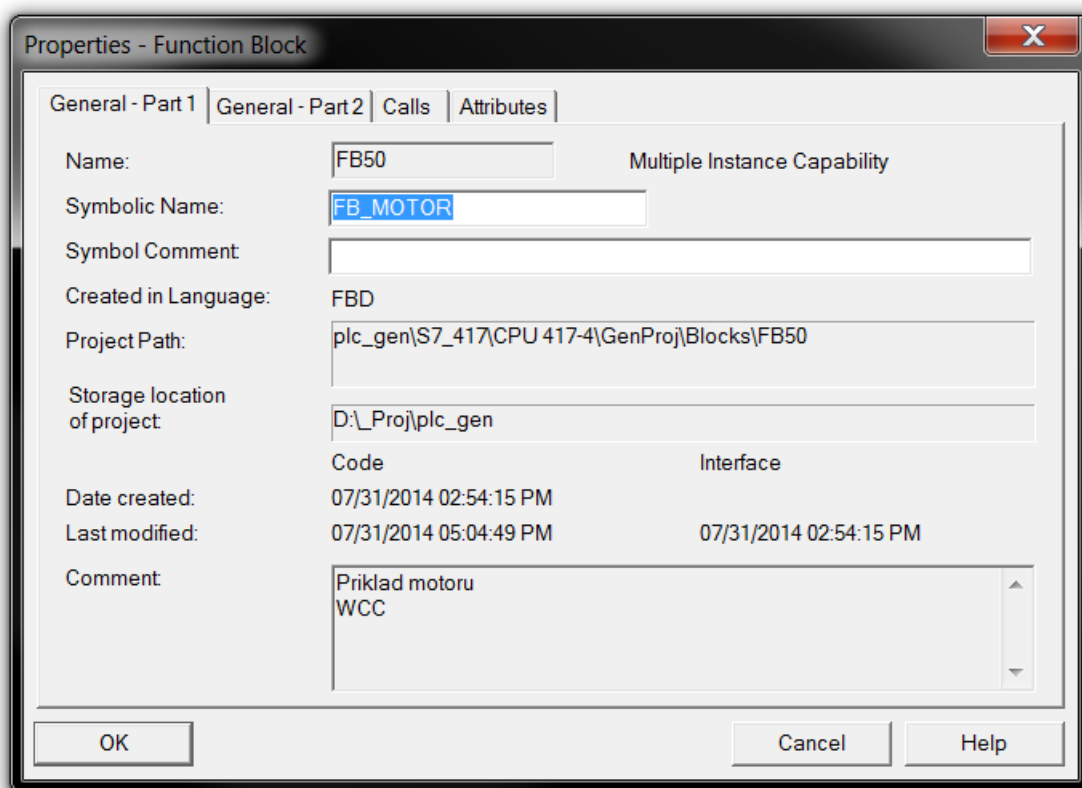 Properties - Function Block
General - Part 1 General - Part 2 Calls Attributes
Name: FB50 Multiple Instance Capability
Symbolic Name: FB_MOTOR
Symbol Comment:
Created in Language: FBD
Project Path: plc_gen\S7_417\CPU 417-4\GenProj\Blocks\FB50
Storage location
of project: D:\_Proj\plc_gen
Code Interface
Date created: 07/31/2014 02:54:15 PM
Last modified: 07/31/2014 05:04:49 PM 07/31/2014 02:54:15 PM
Comment: Priklad motoru
WCC
OK Cancel Help